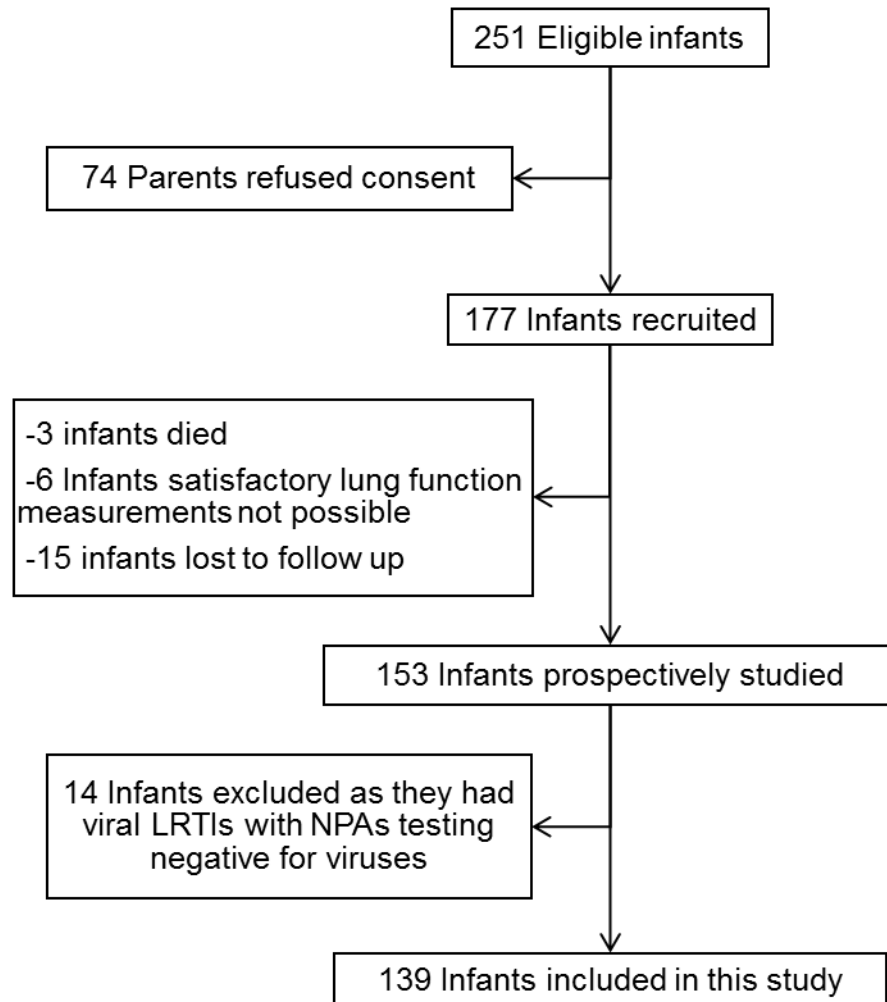 251 Eligible infants
74 Parents refused consent
177 Infants recruited
-3 infants died
-6 Infants satisfactory lung function
measurements not possible
-15 infants lost to follow up
153 Infants prospectively studied
14 Infants excluded as they had
viral LRTIs with NPAs testing
negative for viruses
139 Infants included in this study